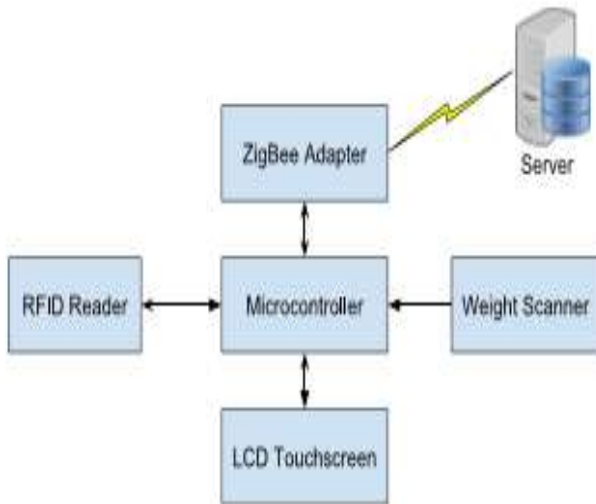 ZigBee Adapter
Server
RFID Reader
Microcontroller
Weight Scanner
LCD Touchscreen